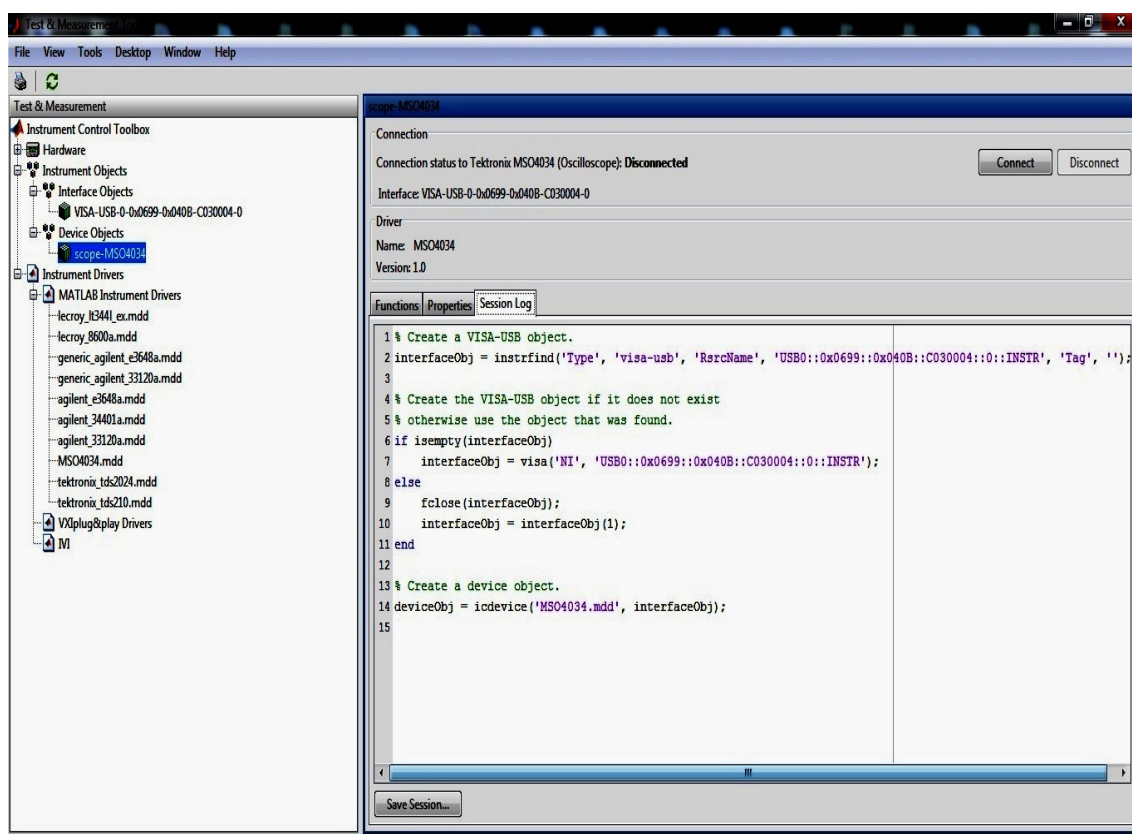 Test & Measurement Tool
File View Tools Desktop Window Help
Test & Measurement
Instrument Control Toolbox
Hardware
Instrument Objects
Interface Objects
VISA-USB-0-0x0699-0x040B-C030004-0
Device Objects
scope-MSO4034
Instrument Drivers
MATLAB Instrument Drivers
lecroy_lt344l_ex.mdd
lecroy_8600a.mdd
generic_agilent_e3648a.mdd
generic_agilent_33120a.mdd
agilent_e3648a.mdd
agilent_34401a.mdd
agilent_33120a.mdd
MSO4034.mdd
tektronix_tds2024.mdd
tektronix_tds210.mdd
VXIplug&play Drivers
IVI
scope-MSO4034
Connection
Connection status to Tektronix MSO4034 (Oscilloscope): Disconnected
Connect Disconnect
Interface: VISA-USB-0-0x0699-0x040B-C030004-0
Driver
Name: MSO4034
Version: 1.0
Functions Properties Session Log
1 % Create a VISA-USB object.
2 interfaceObj = instrfind('Type', 'visa-usb', 'RsrcName', 'USB0::0x0699::0x040B::C030004::0::INSTR', 'Tag', '');
3
4 % Create the VISA-USB object if it does not exist
5 % otherwise use the object that was found.
6 if isempty(interfaceObj)
7     interfaceObj = visa('NI', 'USB0::0x0699::0x040B::C030004::0::INSTR');
8 else
9     fclose(interfaceObj);
10     interfaceObj = interfaceObj(1);
11 end
12
13 % Create a device object.
14 deviceObj = icdevice('MSO4034.mdd', interfaceObj);
15
Save Session...